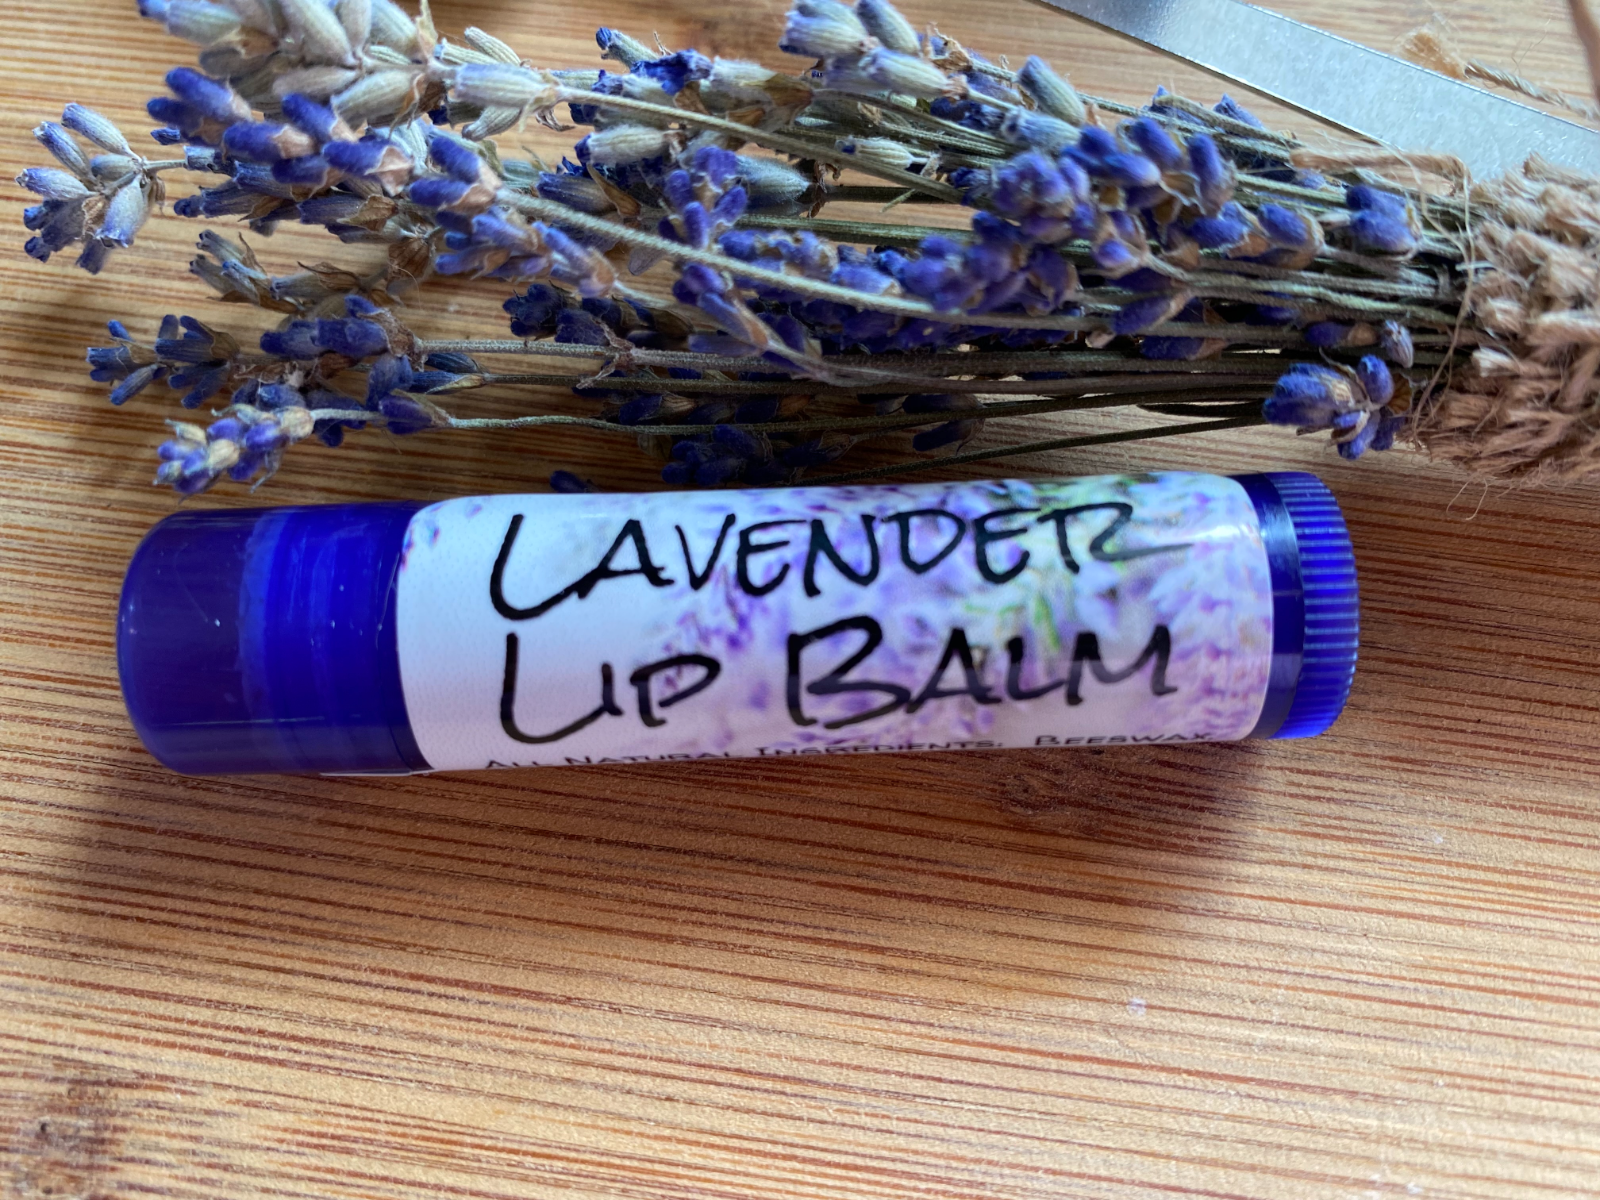 LAVENDER
LIP BALM
ALL NATURAL INGREDIENTS: BEESWAX,